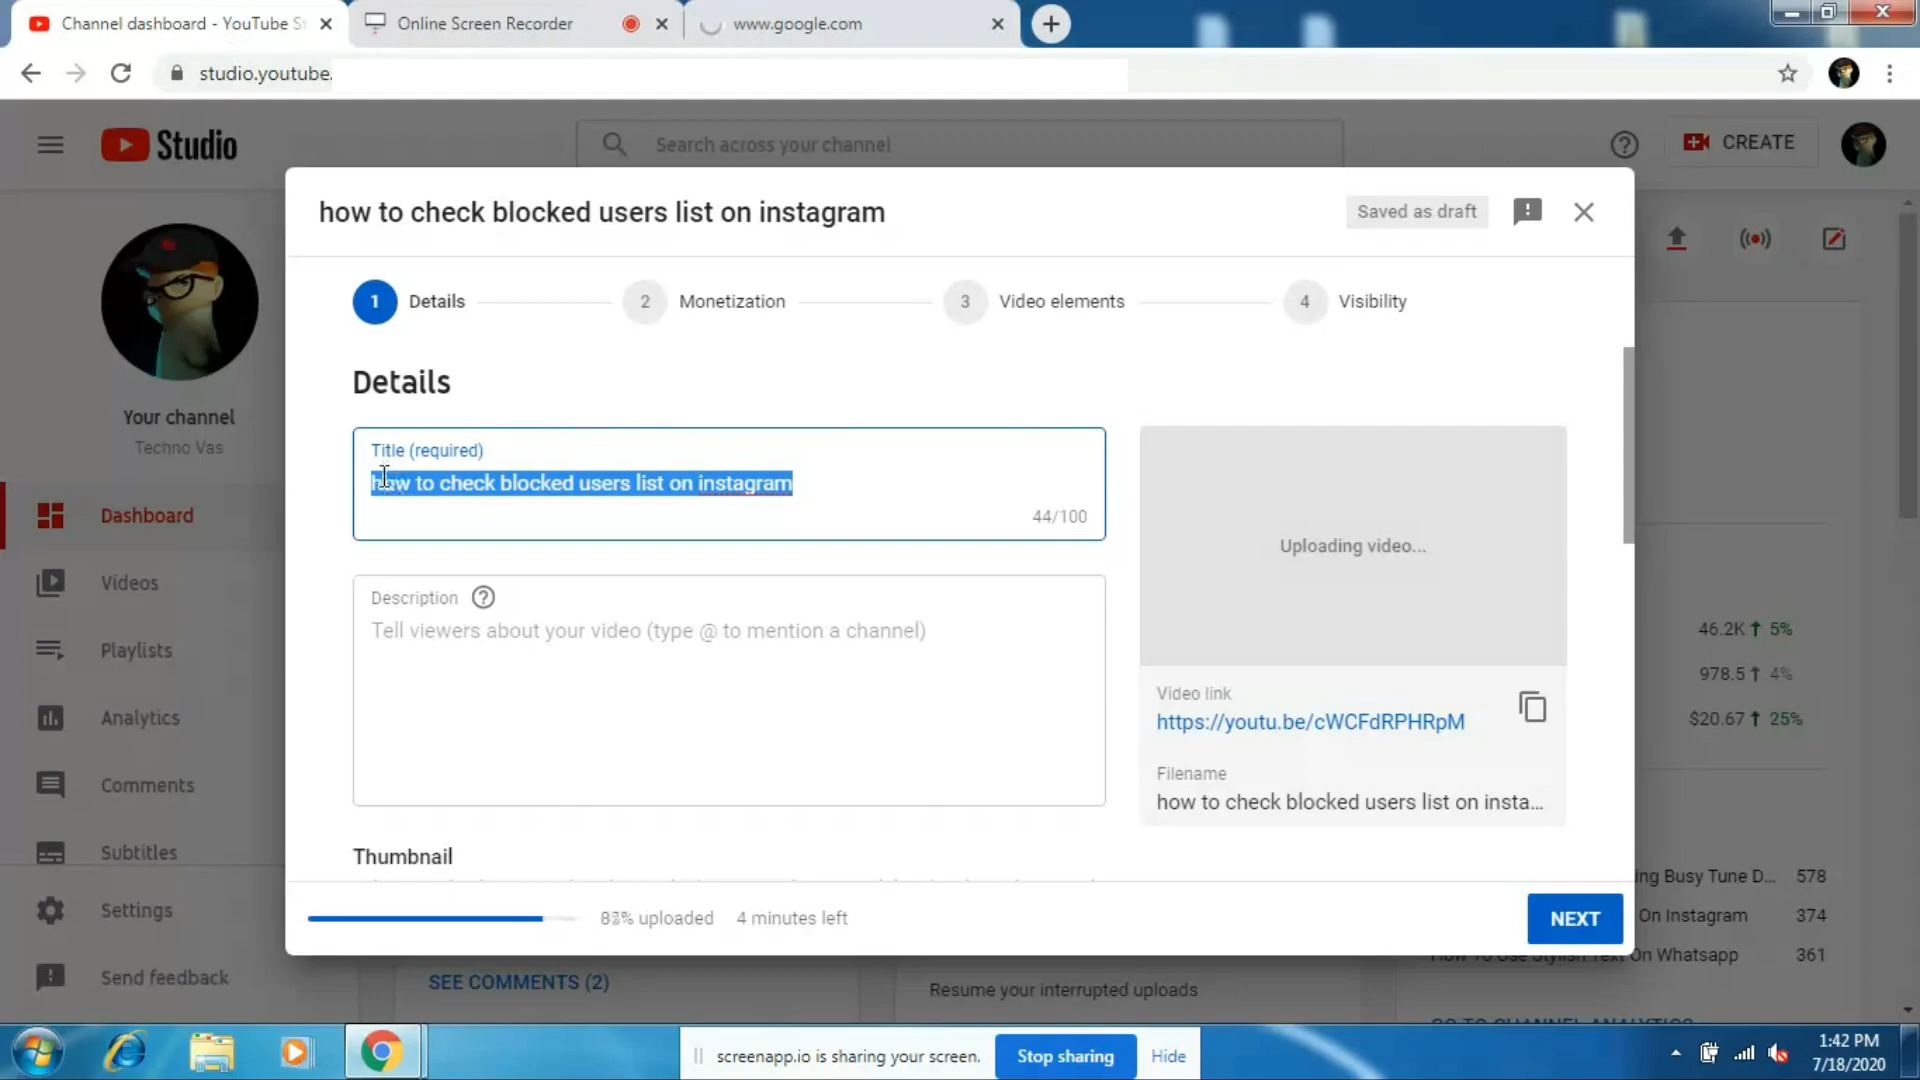 Channel dashboard - YouTube St
Online Screen Recorder
www.google.com
studio.youtube.
Studio
Search across your channel
CREATE
how to check blocked users list on instagram
Saved as draft
1 Details
2 Monetization
3 Video elements
4 Visibility
Details
Title (required)
how to check blocked users list on instagram
44/100
Description
Tell viewers about your video (type @ to mention a channel)
Uploading video...
Video link
https://youtu.be/cWCFdRPHRpM
Filename
how to check blocked users list on insta...
Thumbnail
uploaded 4 minutes left
NEXT
Your channel
Techno Vas
Dashboard
Videos
Playlists
Analytics
Comments
Subtitles
Settings
Send feedback
46.2K 5%
978.5 4%
$20.67 25%
ing Busy Tune D... 578
On Instagram 374
On Whatsapp 361
SEE COMMENTS (2)
Resume your interrupted uploads
GO TO CHANNEL ANALYTICS
screenapp.io is sharing your screen.
Stop sharing
Hide
1:42 PM
7/18/2020